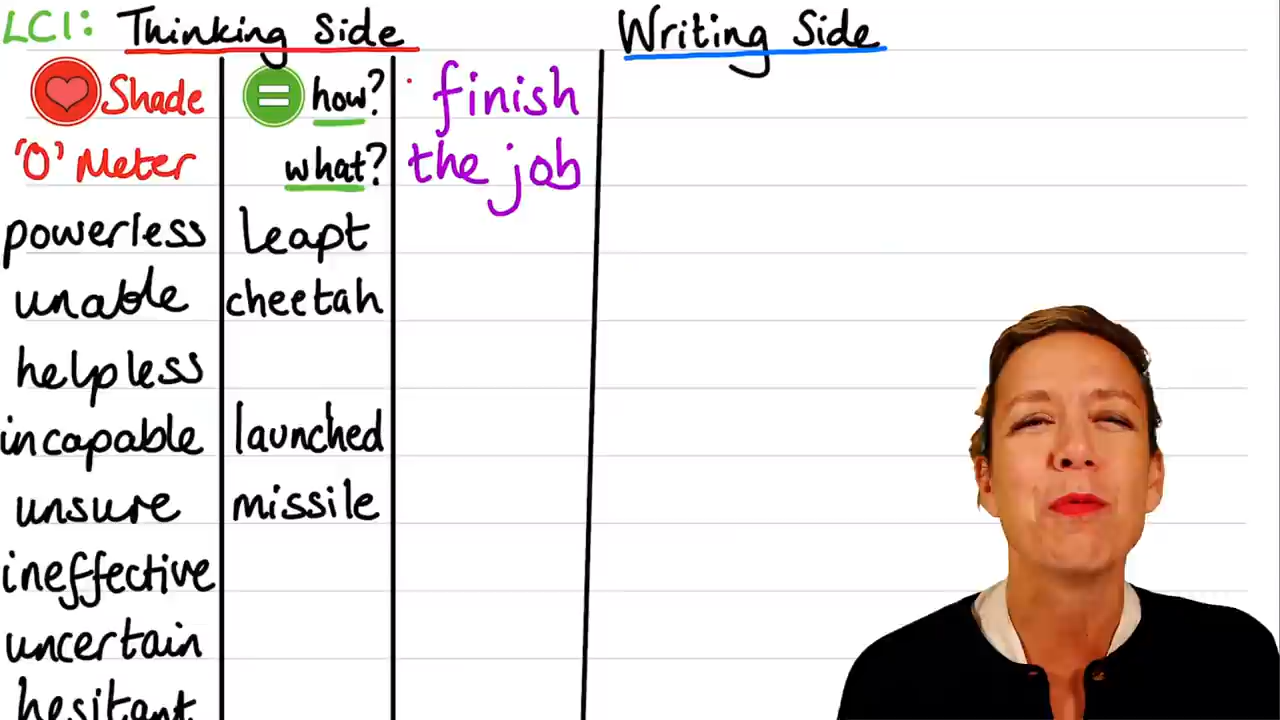 LC1: Thinking Side
Writing Side
Shade
'O' Meter
how?
what?
finish
the job
powerless
unable
helpless
incapable
unsure
ineffective
uncertain
hesitant
leapt
cheetah
launched
missile